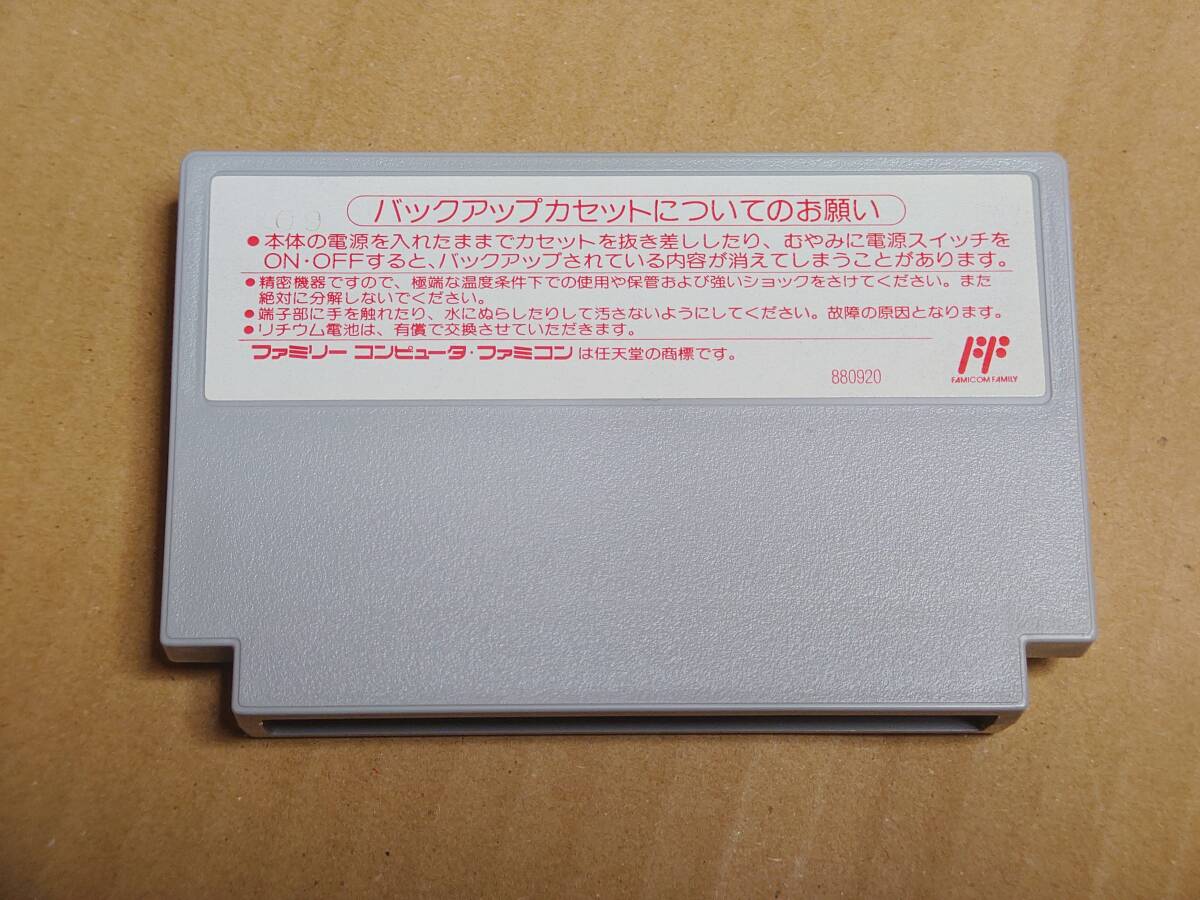 09
バックアップカセットについてのお願い
●本体の電源を入れたままでカセットを抜き差ししたり、むやみに電源スイッチを
ON・OFFすると、バックアップされている内容が消えてしまうことがあります。
●精密機器ですので、極端な温度条件下での使用や保管および強いショックをさけてください。また
絶対に分解しないでください。
●端子部に手を触れたり、水にぬらしたりして汚さないようにしてください。故障の原因となります。
●リチウム電池は、有償で交換させていただきます。
ファミリー コンピュータ・ファミコンは任天堂の商標です。
880920
FAMICOM FAMILY